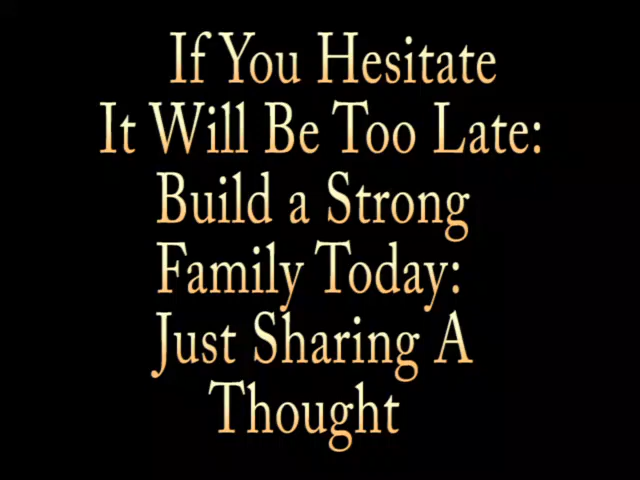 If You Hesitate
It Will Be Too Late:
Build a Strong
Family Today:
Just Sharing A
Thought